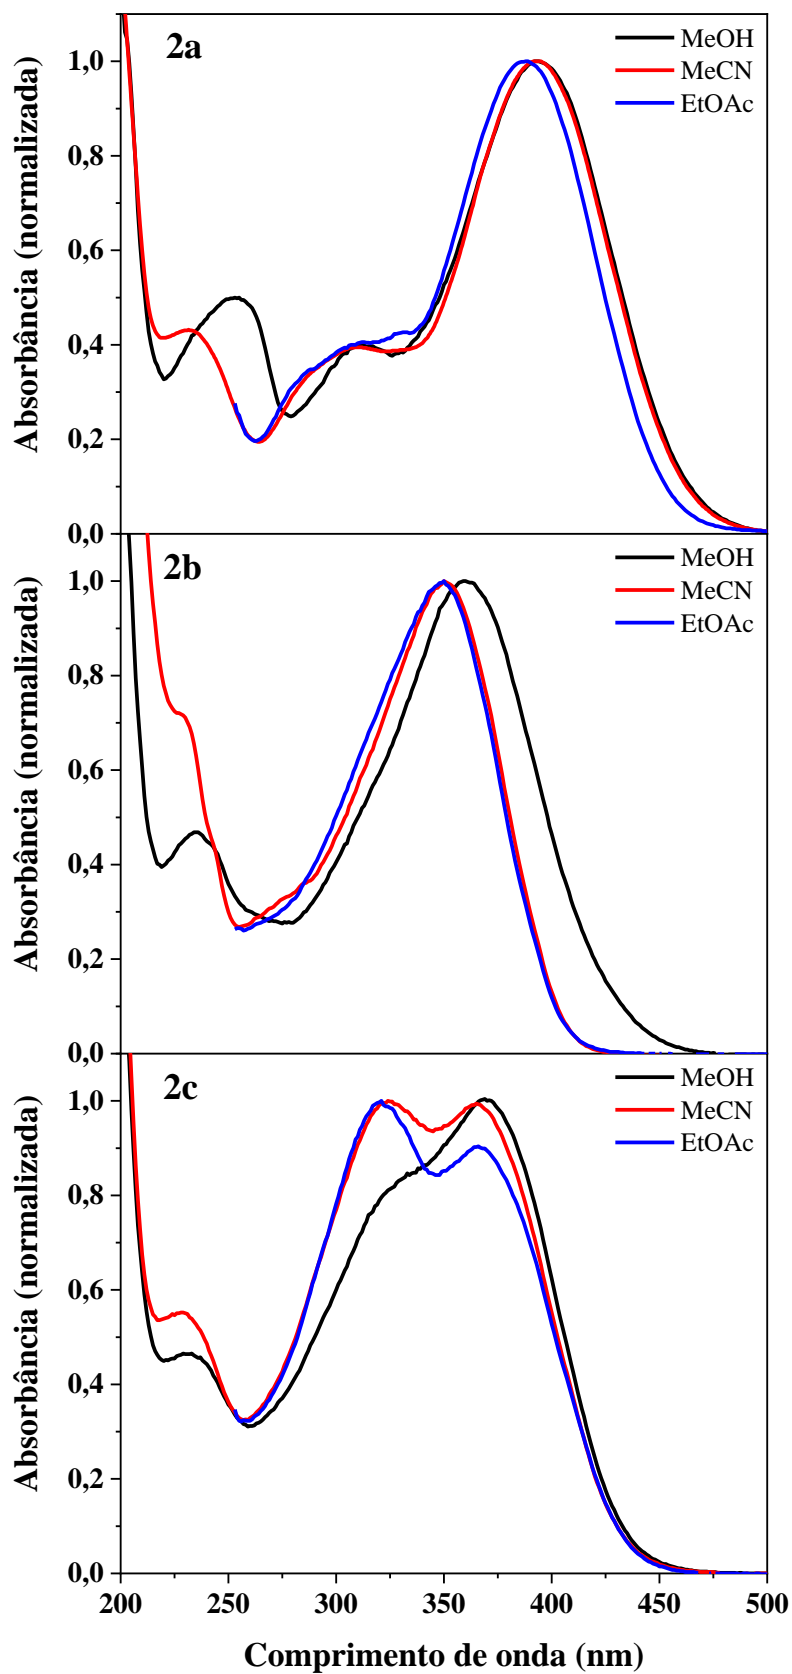 2a
MeOH
MeCN
EtOAc
1,0
0,8
0,6
0,4
0,2
0,0
Absorbância (normalizada)
2b
MeOH
MeCN
EtOAc
1,0
0,8
0,6
0,4
0,2
0,0
Absorbância (normalizada)
2c
MeOH
MeCN
EtOAc
1,0
0,8
0,6
0,4
0,2
0,0
Absorbância (normalizada)
200 250 300 350 400 450 500
Comprimento de onda (nm)